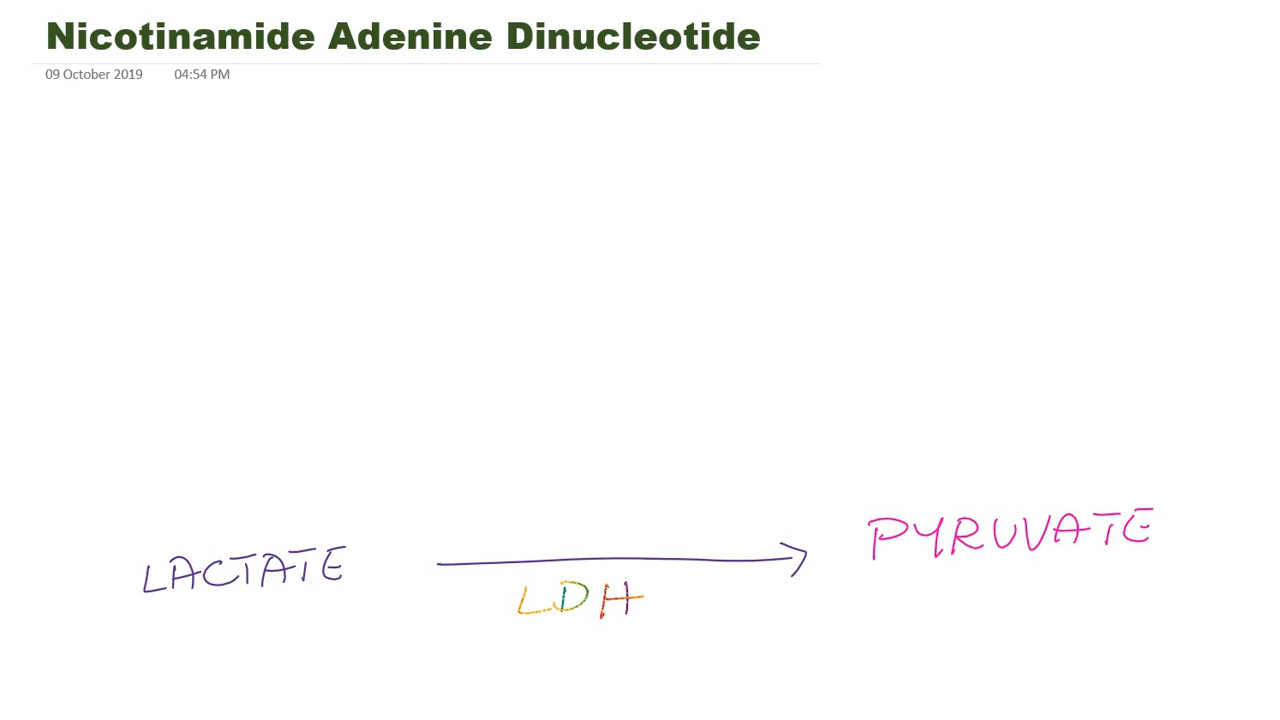 Nicotinamide Adenine Dinucleotide
09 October 2019 04:54 PM
LACTATE
LDH
PYRUVATE